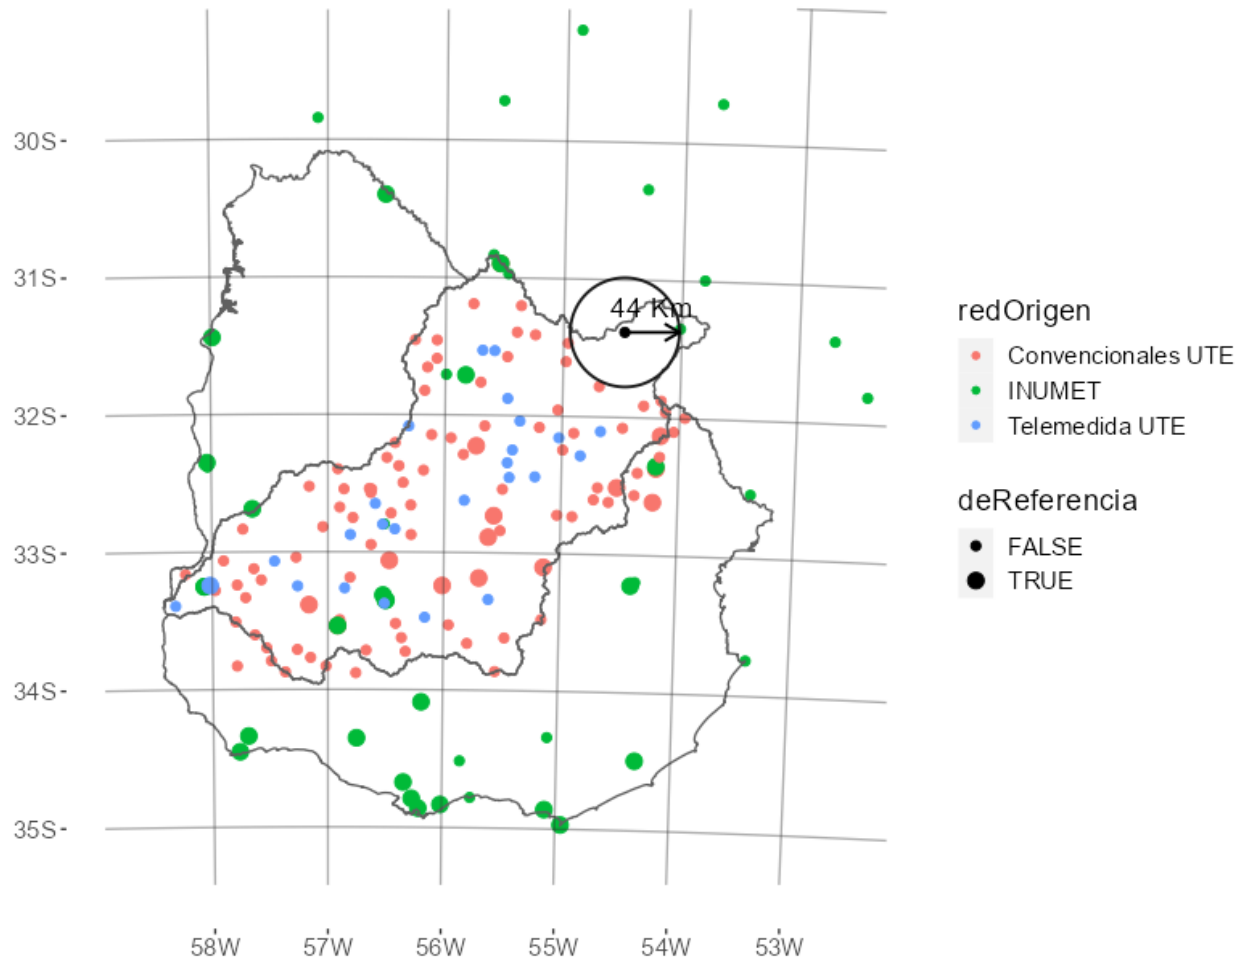 30S
31S
32S
33S
34S
35S
58W 57W 56W 55W 54W 53W
44 Km
redOrigen
Convencionales UTE
INUMET
Telemedida UTE
deReferencia
FALSE
TRUE